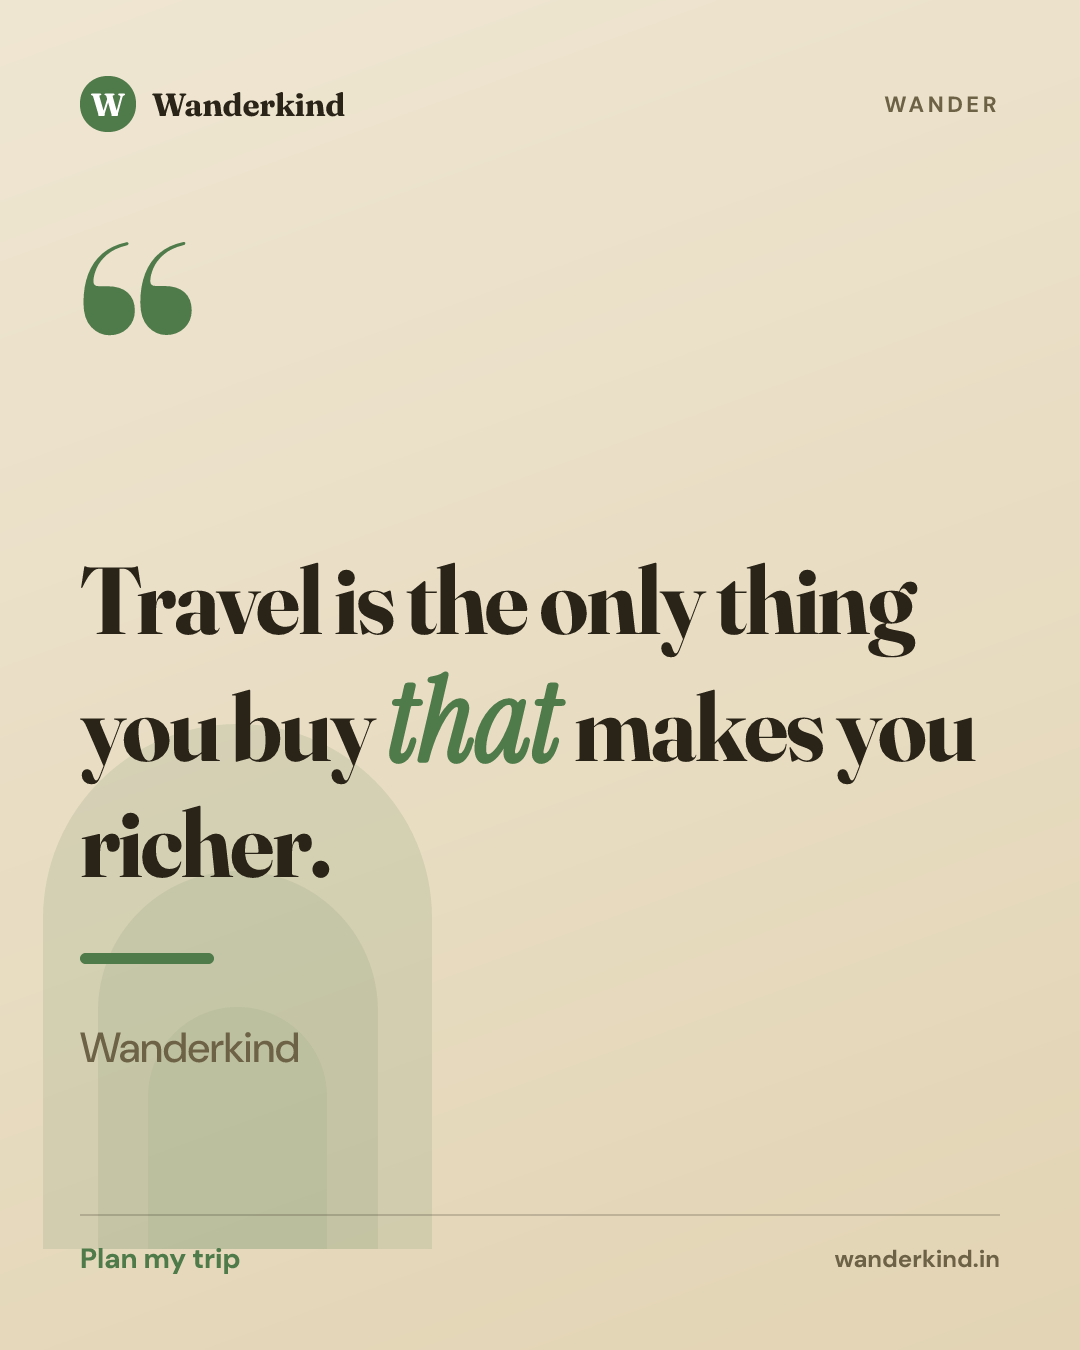 W Wanderkind
WANDER
“
Travel is the only thing
you buy that makes you
richer.
Wanderkind
Plan my trip
wanderkind.in